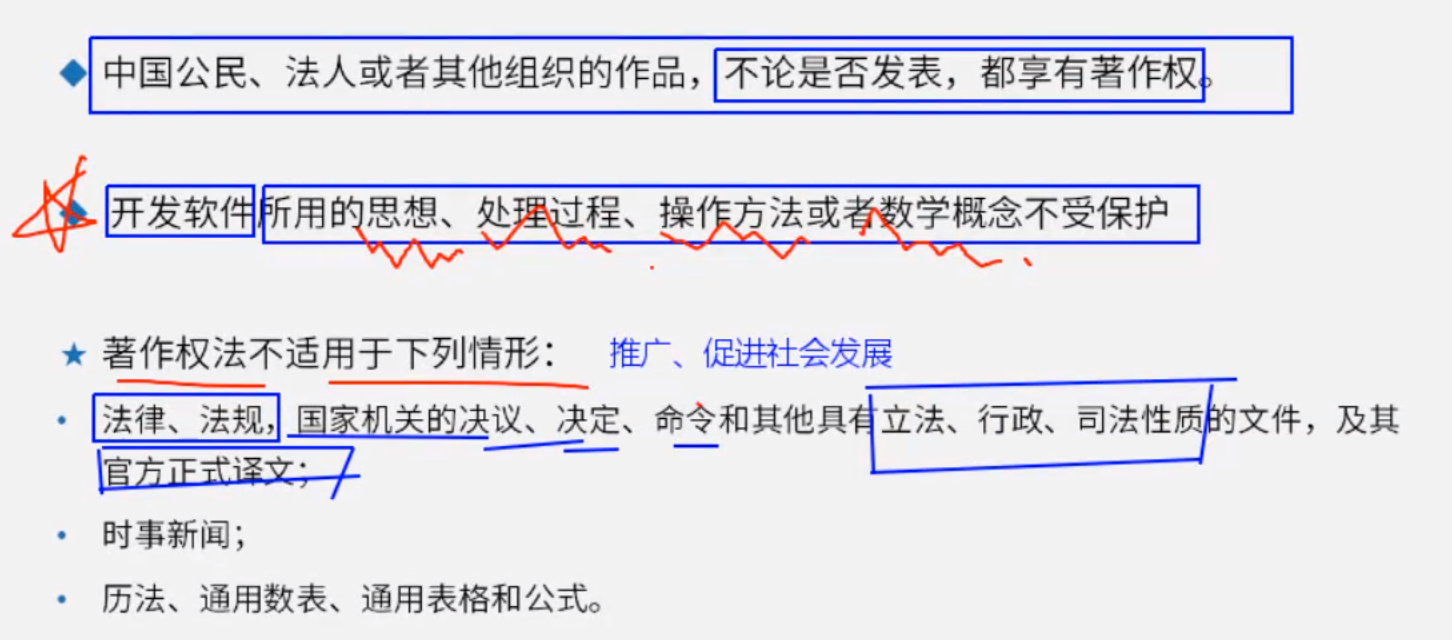 中国公民、法人或者其他组织的作品，不论是否发表，都享有著作权。
开发软件所用的思想、处理过程、操作方法或者数学概念不受保护
著作权法不适用于下列情形： 推广、促进社会发展
法律、法规，国家机关的决议、决定、命令和其他具有立法、行政、司法性质的文件，及其
官方正式译文；
时事新闻；
历法、通用数表、通用表格和公式。